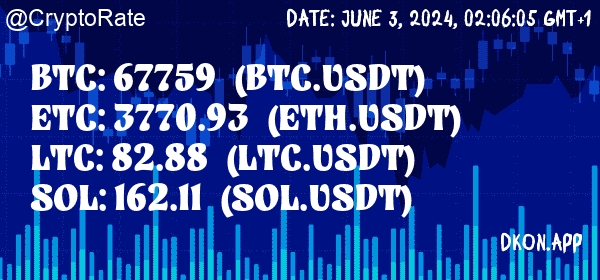 @CryptoRate
DATE: JUNE 3, 2024, 02:06:05 GMT+1
BTC: 67759 (BTC.USDT)
ETC: 3770.93 (ETH.USDT)
LTC: 82.88 (LTC.USDT)
SOL: 162.11 (SOL.USDT)
DKON.APP